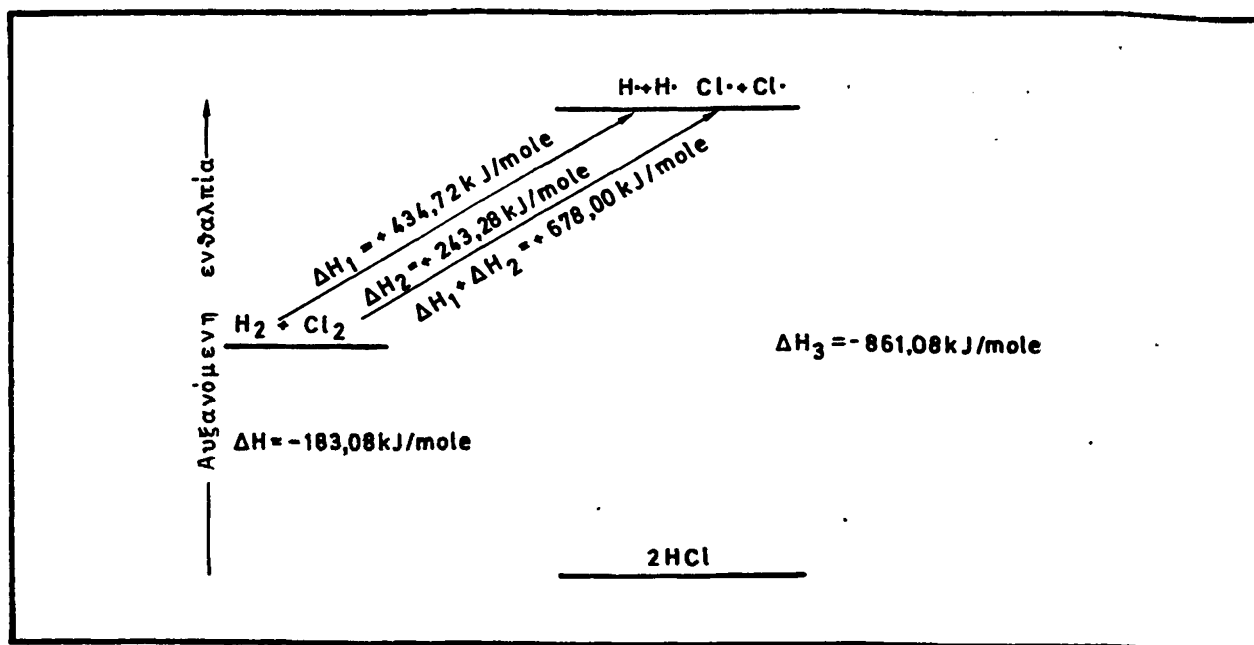 H·+H· Cl·+Cl·
ΔH₁ = + 434,72 k J/mole
ΔH₂ = + 243,28 kJ/mole
ΔH₁ + ΔH₂ = + 678,00 kJ/mole
Αυξανόμενη ενθαλπία
H₂ + Cl₂
ΔH₃ = -861,08 kJ/mole
ΔH = -183,08 kJ/mole
2HCl